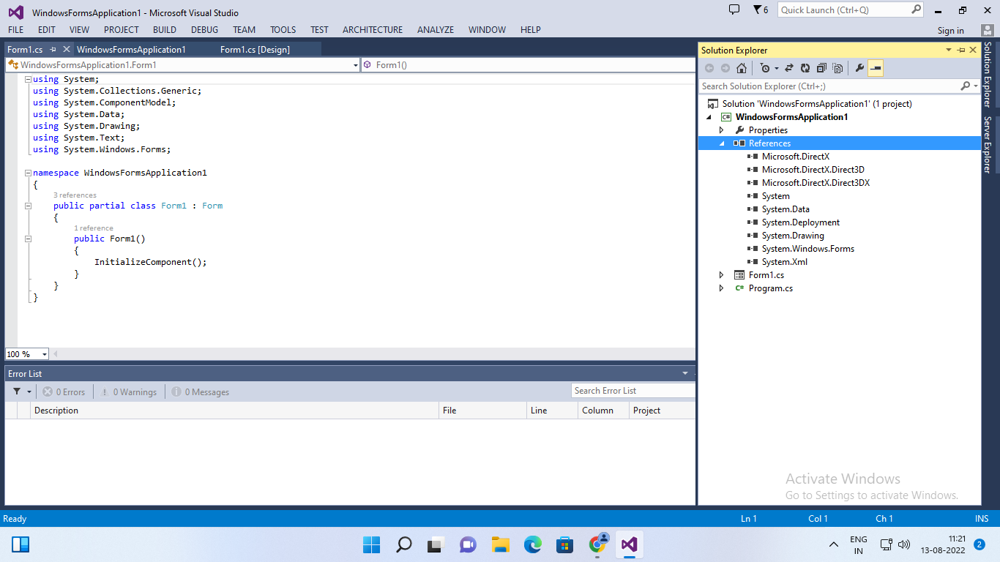 WindowsFormsApplication1 - Microsoft Visual Studio
6
Quick Launch (Ctrl+Q)
FILE EDIT VIEW PROJECT BUILD DEBUG TEAM TOOLS TEST ARCHITECTURE ANALYZE WINDOW HELP
Sign in
Form1.cs WindowsFormsApplication1 Form1.cs [Design]
WindowsFormsApplication1.Form1 Form1()
using System;
using System.Collections.Generic;
using System.ComponentModel;
using System.Data;
using System.Drawing;
using System.Text;
using System.Windows.Forms;
namespace WindowsFormsApplication1
{
3 references
public partial class Form1 : Form
{
1 reference
public Form1()
{
InitializeComponent();
}
}
}
100 %
Error List
0 Errors 0 Warnings 0 Messages
Search Error List
Description File Line Column Project
Solution Explorer
Search Solution Explorer (Ctrl+;)
Solution 'WindowsFormsApplication1' (1 project)
C# WindowsFormsApplication1
Properties
References
Microsoft.DirectX
Microsoft.DirectX.Direct3D
Microsoft.DirectX.Direct3DX
System
System.Data
System.Deployment
System.Drawing
System.Windows.Forms
System.Xml
Form1.cs
C# Program.cs
Solution Explorer
Server Explorer
Activate Windows
Go to Settings to activate Windows.
Ready Ln 1 Col 1 Ch 1 INS
ENG
IN
11:21
13-08-2022
2